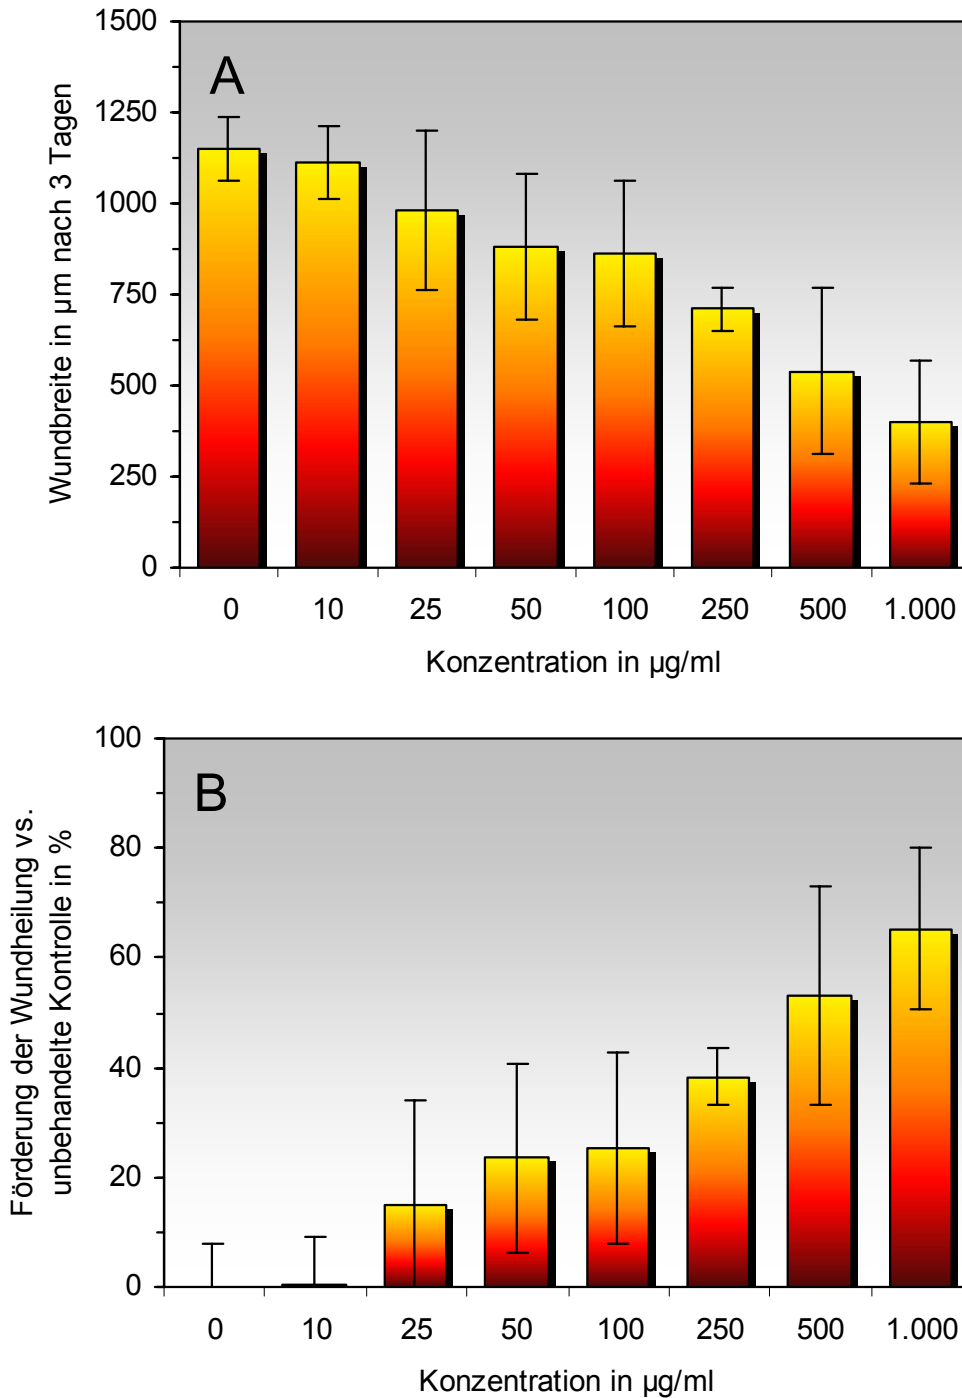 A
1500
1250
1000
750
500
250
0
Wundbreite in µm nach 3 Tagen
0 10 25 50 100 250 500 1.000
Konzentration in µg/ml
B
100
80
60
40
20
0
Förderung der Wundheilung vs.
unbehandelte Kontrolle in %
0 10 25 50 100 250 500 1.000
Konzentration in µg/ml